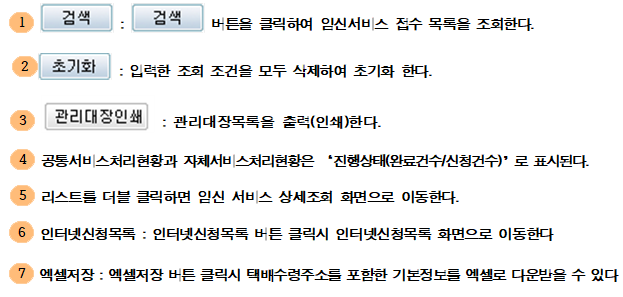 1 검색 : 검색 버튼을 클릭하여 임신서비스 접수 목록을 조회한다.
2 초기화 : 입력한 조회 조건을 모두 삭제하여 초기화 한다.
3 관리대장인쇄 : 관리대장목록을 출력(인쇄)한다.
4 공통서비스처리현황과 자체서비스처리현황은 ‘진행상태(완료건수/신청건수)’로 표시된다.
5 리스트를 더블 클릭하면 임신 서비스 상세조회 화면으로 이동한다.
6 인터넷신청목록 : 인터넷신청목록 버튼 클릭시 인터넷신청목록 화면으로 이동한다
7 엑셀저장 : 엑셀저장 버튼 클릭시 택배수령주소를 포함한 기본정보를 엑셀로 다운받을 수 있다